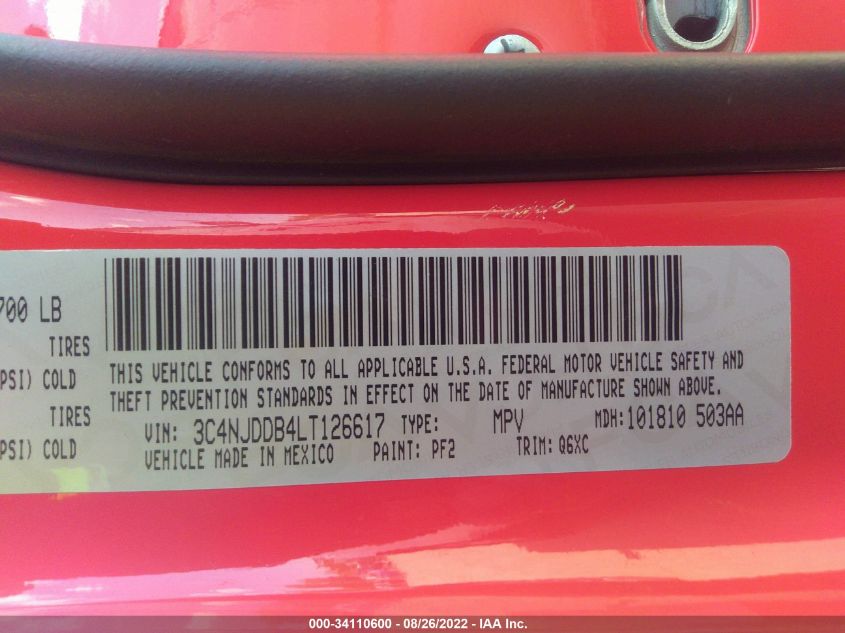 700 LB
TIRES
PSI) COLD
TIRES
PSI) COLD
THIS VEHICLE CONFORMS TO ALL APPLICABLE U.S.A. FEDERAL MOTOR VEHICLE SAFETY AND
THEFT PREVENTION STANDARDS IN EFFECT ON THE DATE OF MANUFACTURE SHOWN ABOVE.
VIN: 3C4NJDDB4LT126617 TYPE: MPV MDH: 101810 503AA
VEHICLE MADE IN MEXICO PAINT: PF2 TRIM: Q6XC
000-34110600 - 08/26/2022 - IAA Inc.